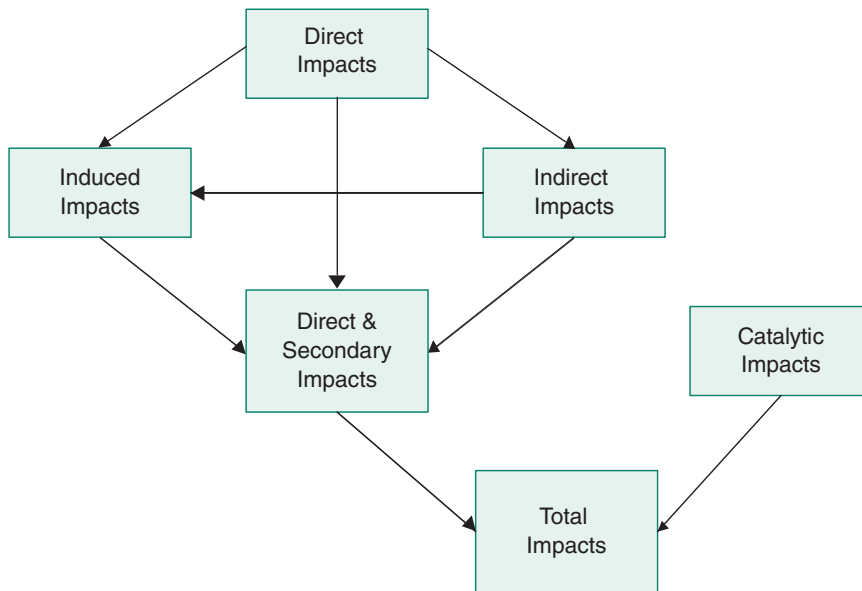 Direct
Impacts
Induced
Impacts
Indirect
Impacts
Direct &
Secondary
Impacts
Catalytic
Impacts
Total
Impacts